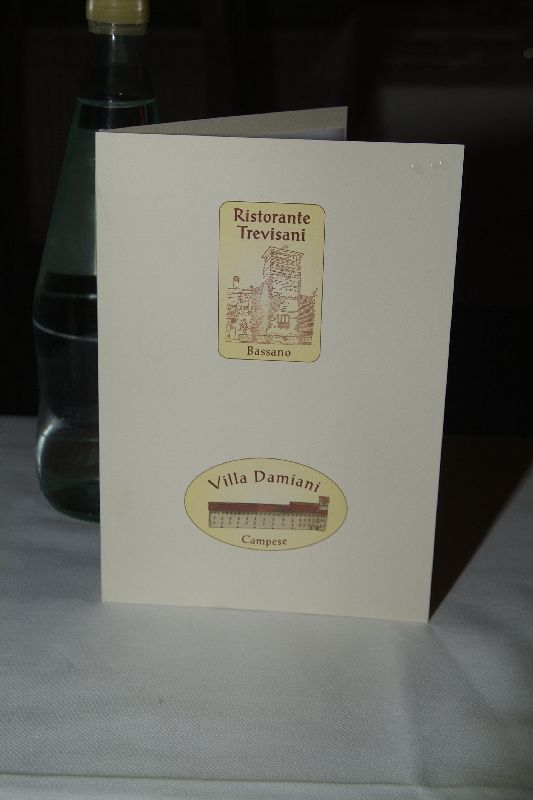 Ristorante
Trevisani
Bassano
Villa Damiani
Campese